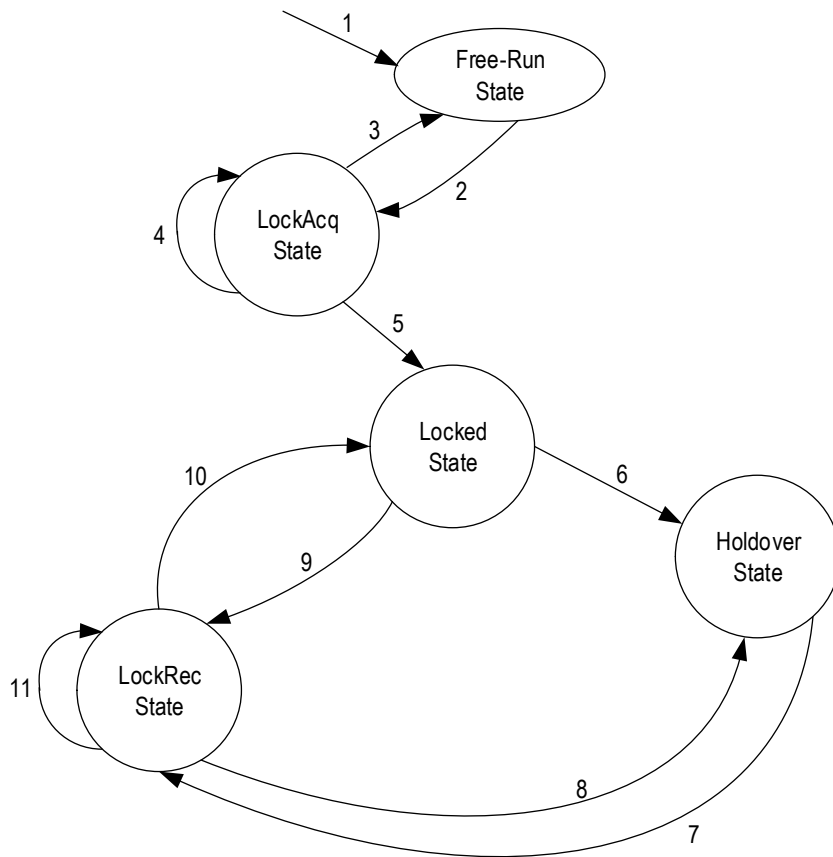 1
Free-Run
State
3
2
LockAcq
State
4
5
Locked
State
10
6
Holdover
State
9
LockRec
State
11
8
7